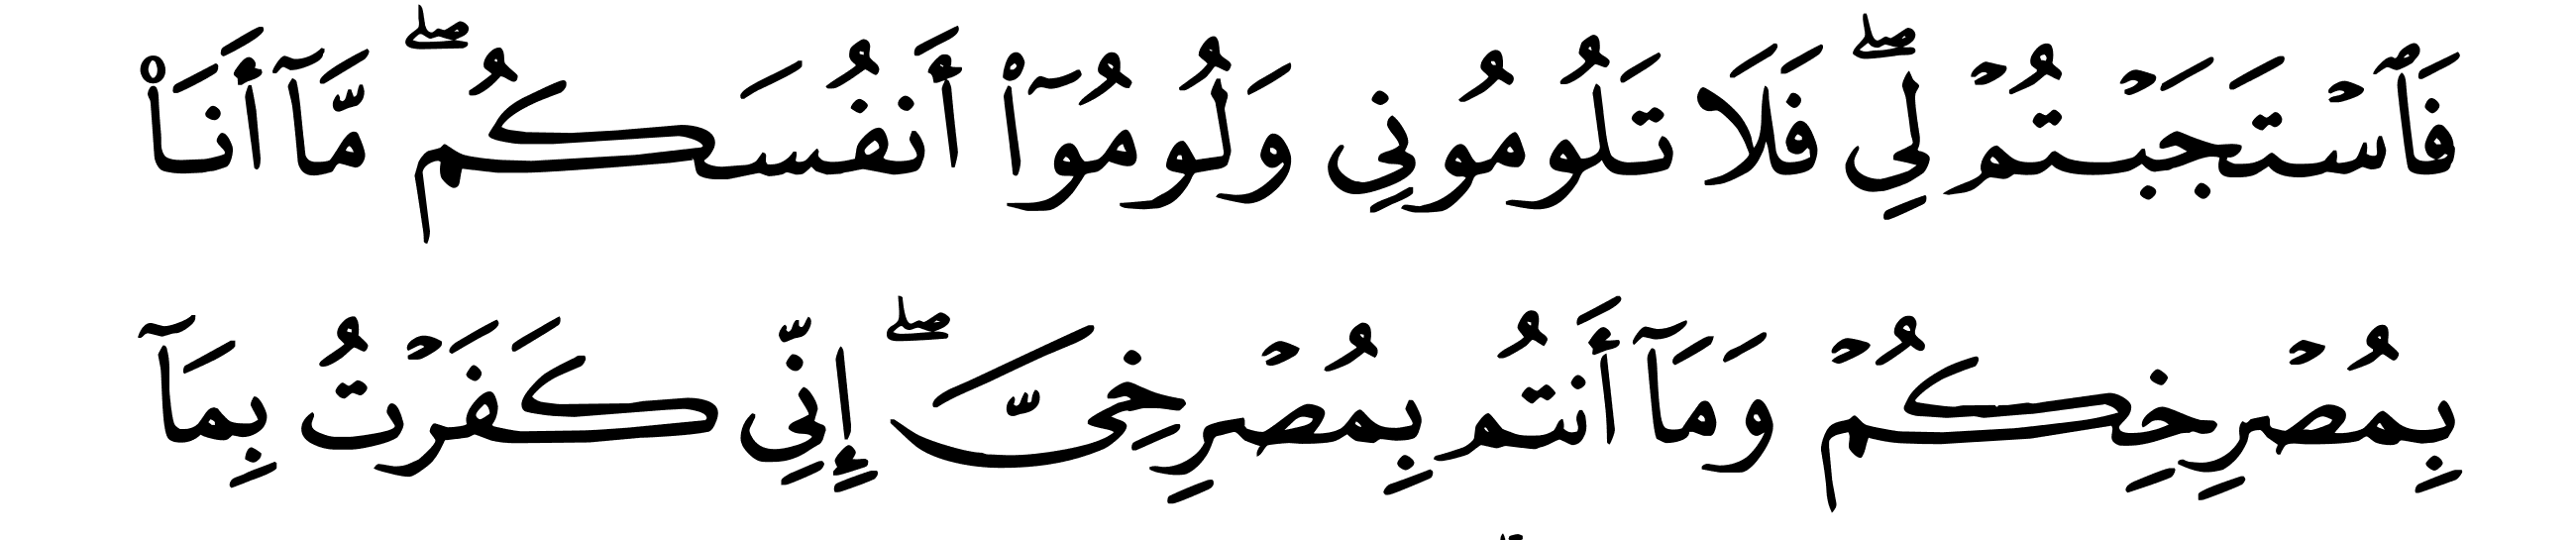 فَٱسْتَجَبْتُمْ لِيۖ فَلَا تَلُومُونِي وَلُومُوٓاْ أَنفُسَكُمۖ مَّآ أَنَا۠
بِمُصْرِخِكُمْ وَمَآ أَنتُم بِمُصْرِخِيَّۖ إِنِّي كَفَرْتُ بِمَآ